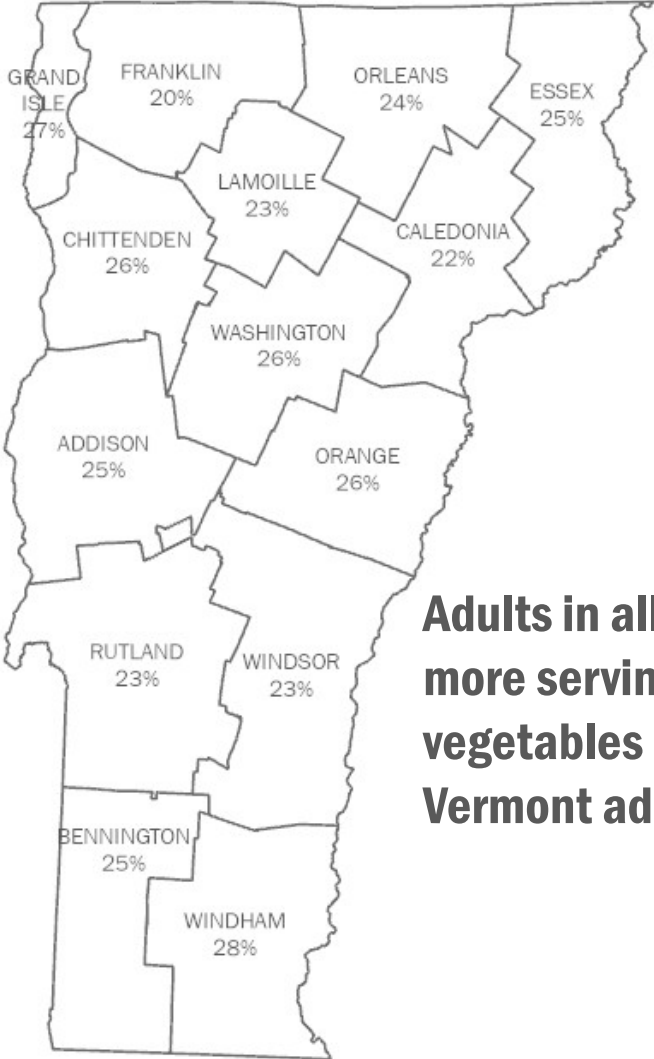 GRAND
ISLE
27%
FRANKLIN
20%
ORLEANS
24%
ESSEX
25%
LAMOILLE
23%
CHITTENDEN
26%
CALEDONIA
22%
WASHINGTON
26%
ADDISON
25%
ORANGE
26%
RUTLAND
23%
WINDSOR
23%
Adults in all
more servin
vegetables
Vermont ad
BENNINGTON
25%
WINDHAM
28%